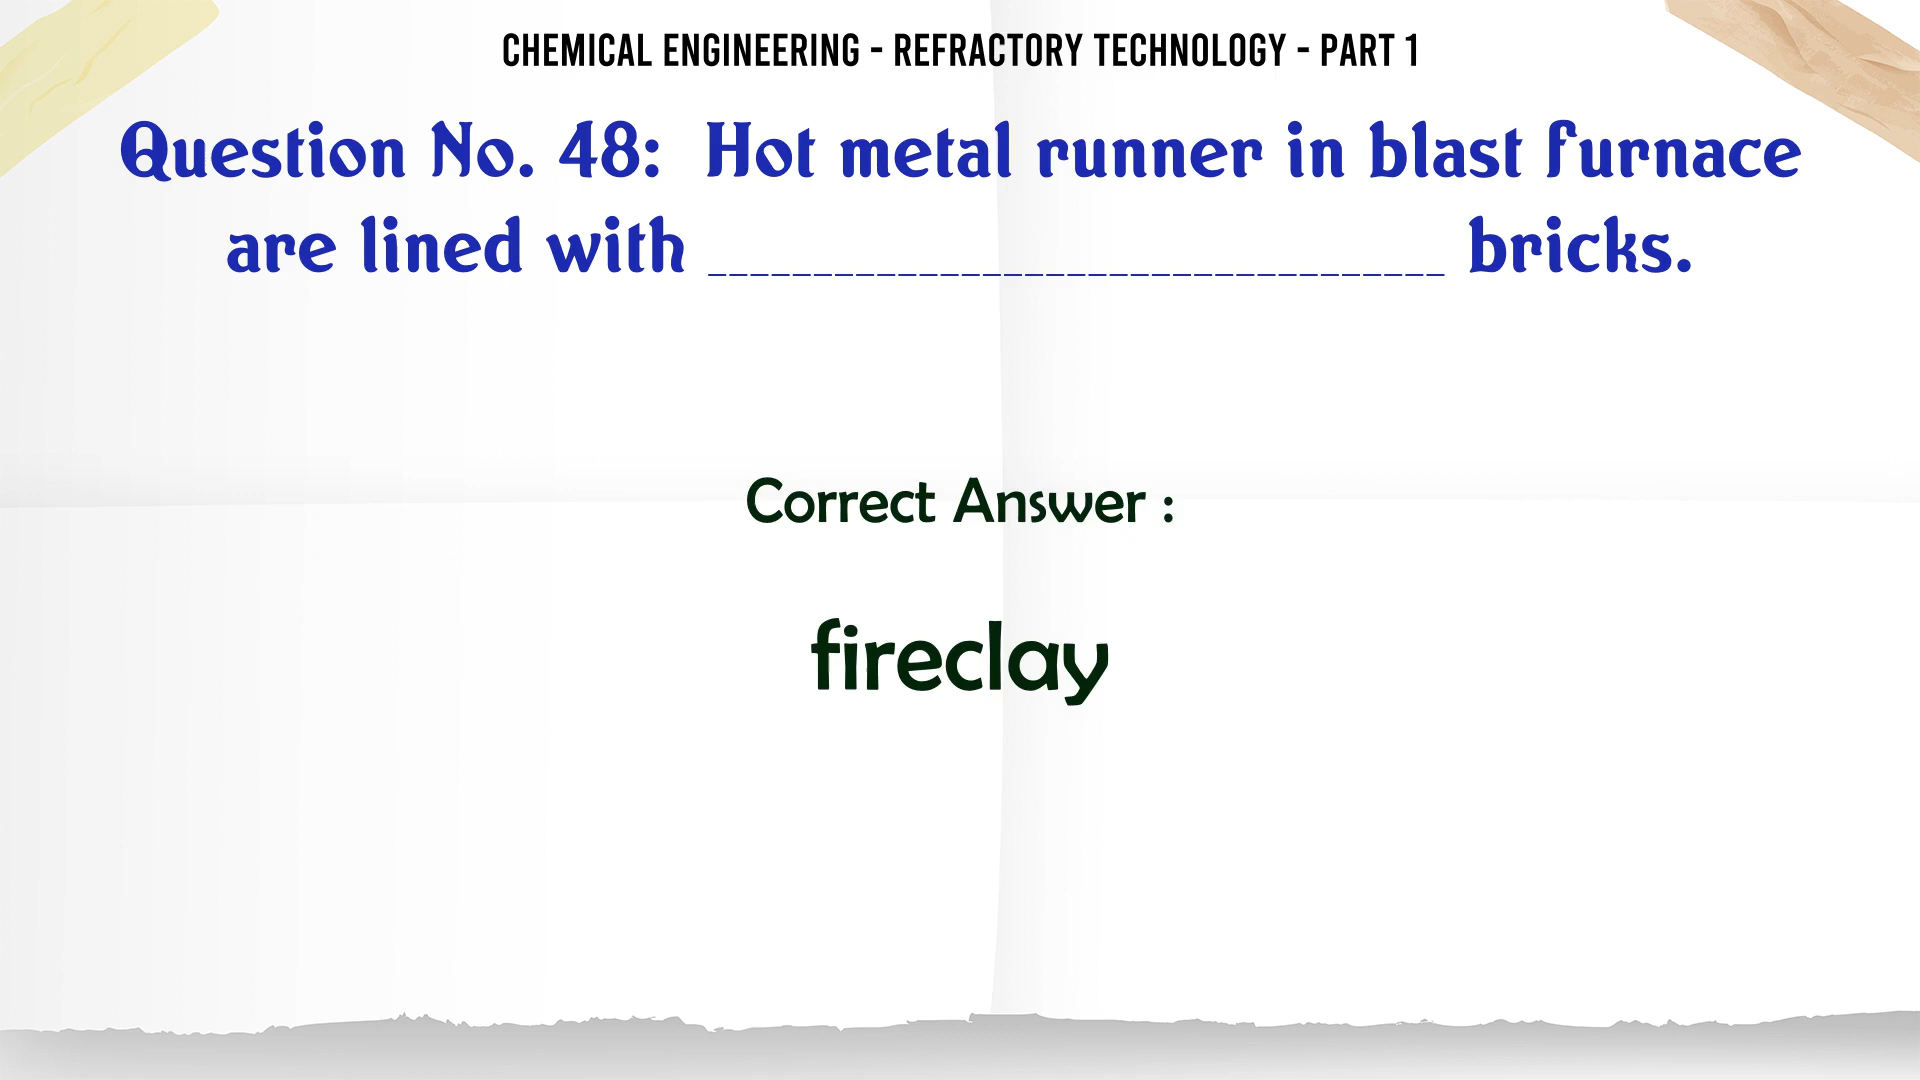 CHEMICAL ENGINEERING - REFRACTORY TECHNOLOGY - PART 1
Question No. 48: Hot metal runner in blast furnace
are lined with ___________________________________ bricks.
Correct Answer :
fireclay